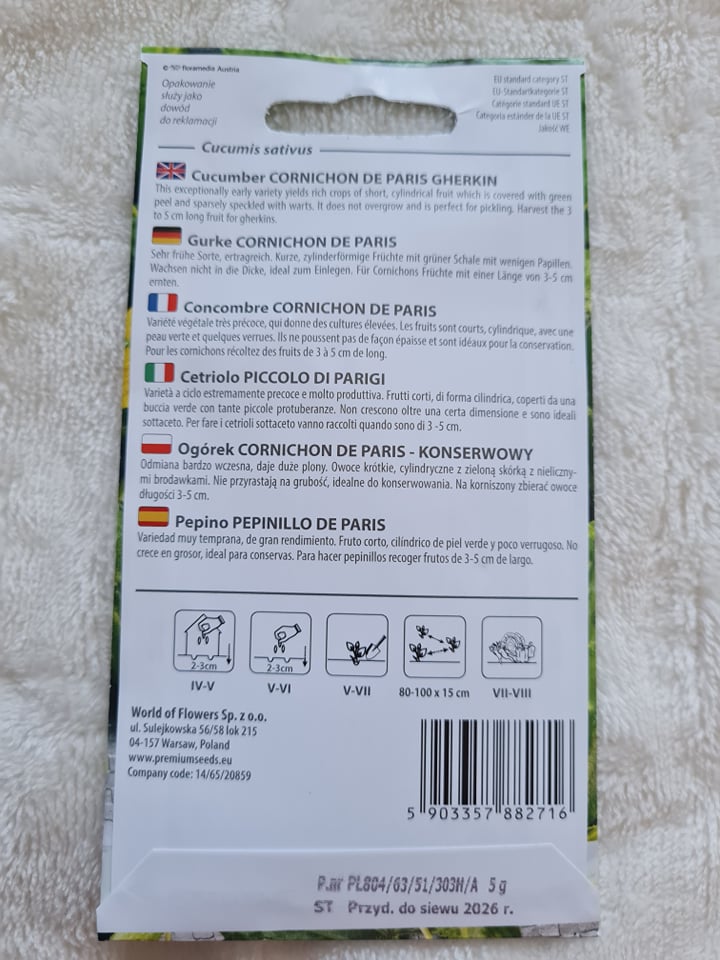 floramedia Austria
Opakowanie
służy jako
dowód
do reklamacji
EU standard category ST
EU-Standartkategorie ST
Catégorie standard UE ST
Categoría estánder de la UE ST
Jakość WE
Cucumis sativus
Cucumber CORNICHON DE PARIS GHERKIN
This exceptionally early variety yields rich crops of short, cylindrical fruit which is covered with green
peel and sparsely speckled with warts. It does not overgrow and is perfect for pickling. Harvest the 3
to 5 cm long fruit for gherkins.
Gurke CORNICHON DE PARIS
Sehr frühe Sorte, ertragreich. Kurze, zylinderförmige Früchte mit grüner Schale mit wenigen Papillen.
Wachsen nicht in die Dicke, ideal zum Einlegen. Für Cornichons Früchte mit einer Länge von 3-5 cm
ernten.
Concombre CORNICHON DE PARIS
Variété végétale très précoce, qui donne des cultures élevées. Les fruits sont courts, cylindrique, avec une
peau verte et quelques verrues. Ils ne poussent pas de façon épaisse et sont idéaux pour la conservation.
Pour les cornichons récoltez des fruits de 3 à 5 cm de long.
Cetriolo PICCOLO DI PARIGI
Varietà a ciclo estremamente precoce e molto produttiva. Frutti corti, di forma cilindrica, coperti da una
buccia verde con tante piccole protuberanze. Non crescono oltre una certa dimensione e sono ideali
sottaceto. Per fare i cetrioli sottaceto vanno raccolti quando sono di 3 -5 cm.
Ogórek CORNICHON DE PARIS - KONSERWOWY
Odmiana bardzo wczesna, daje duże plony. Owoce krótkie, cylindryczne z zieloną skórką z nieliczny-
mi brodawkami. Nie przyrastają na grubość, idealne do konserwowania. Na korniszony zbierać owoce
długości 3-5 cm.
Pepino PEPINILLO DE PARIS
Variedad muy temprana, de gran rendimiento. Fruto corto, cilíndrico de piel verde y poco verrugoso. No
crece en grosor, ideal para conservas. Para hacer pepinillos recoger frutos de 3-5 cm de largo.
2-3cm
2-3cm
IV-V
V-VI
V-VII
80-100 x 15 cm
VII-VIII
World of Flowers Sp. z o.o.
ul. Sulejkowska 56/58 lok 215
04-157 Warsaw, Poland
www.premiumseeds.eu
Company code: 14/65/20859
5 903357 882716
P.nr PL804/63/51/303H/A 5 g
ST Przyd. do siewu 2026 r.